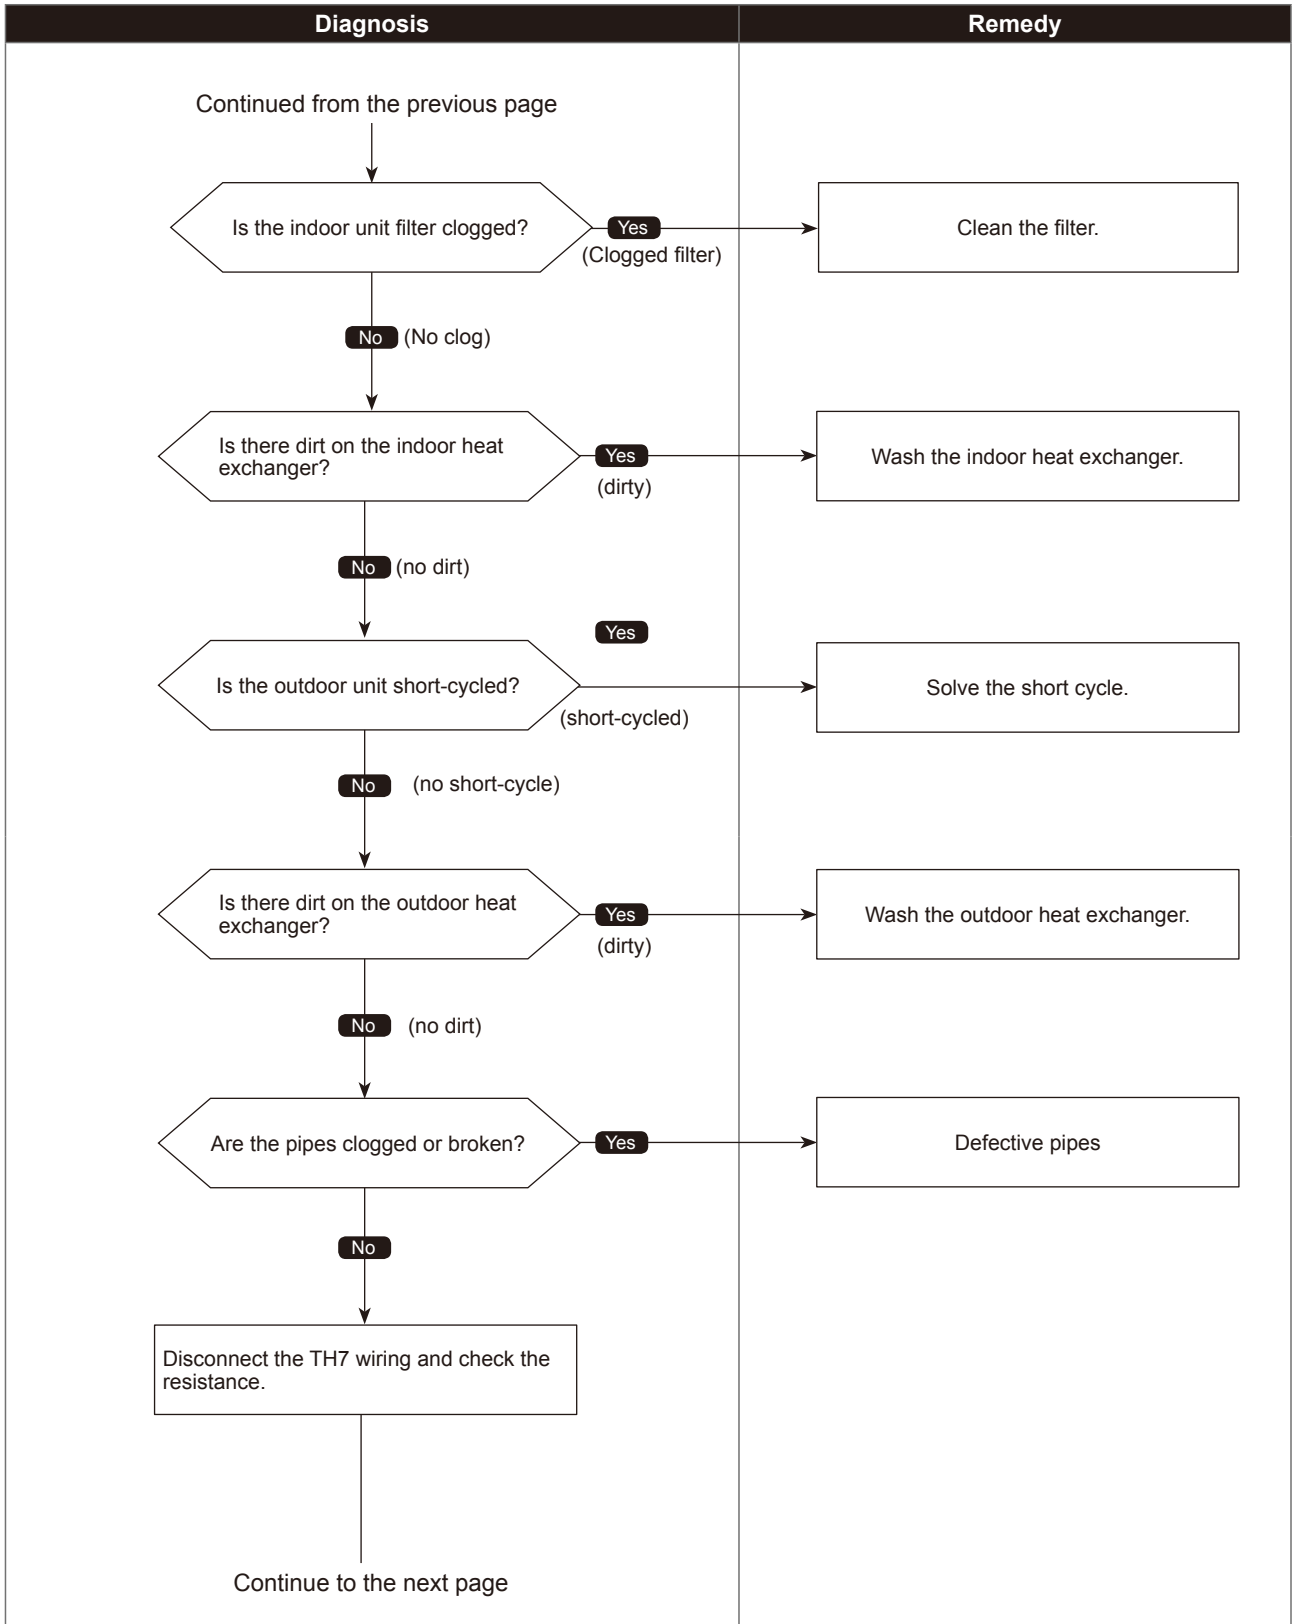 Diagnosis
Remedy
Continued from the previous page
Is the indoor unit filter clogged?
Yes
(Clogged filter)
Clean the filter.
No
(No clog)
Is there dirt on the indoor heat
exchanger?
Yes
(dirty)
Wash the indoor heat exchanger.
No
(no dirt)
Yes
Is the outdoor unit short-cycled?
(short-cycled)
Solve the short cycle.
No
(no short-cycle)
Is there dirt on the outdoor heat
exchanger?
Yes
(dirty)
Wash the outdoor heat exchanger.
No
(no dirt)
Are the pipes clogged or broken?
Yes
Defective pipes
No
Disconnect the TH7 wiring and check the
resistance.
Continue to the next page